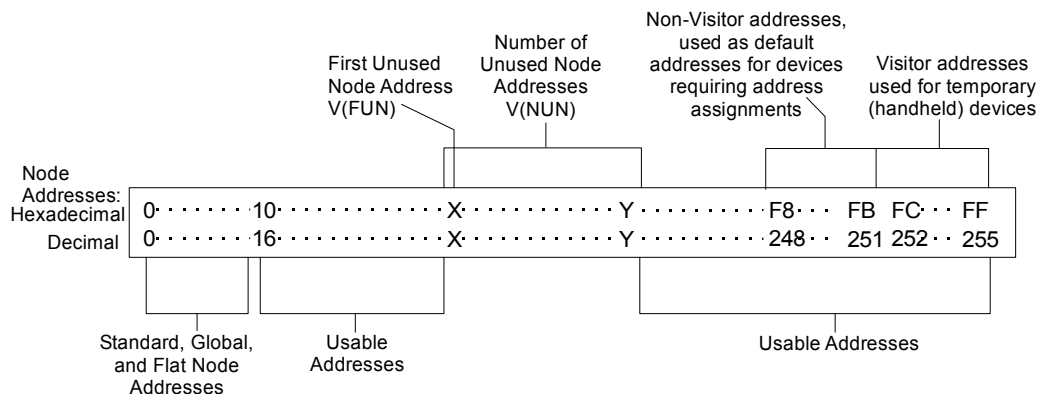 Non-Visitor addresses,
used as default
addresses for devices
requiring address
assignments
Number of
Unused Node
Addresses
V(NUN)
First Unused
Node Address
V(FUN)
Visitor addresses
used for temporary
(handheld) devices
Node
Addresses:
Hexadecimal 0 10 X Y F8 FB FC FF
Decimal 0 16 X Y 248 251 252 255
Standard, Global,
and Flat Node
Addresses
Usable
Addresses
Usable Addresses